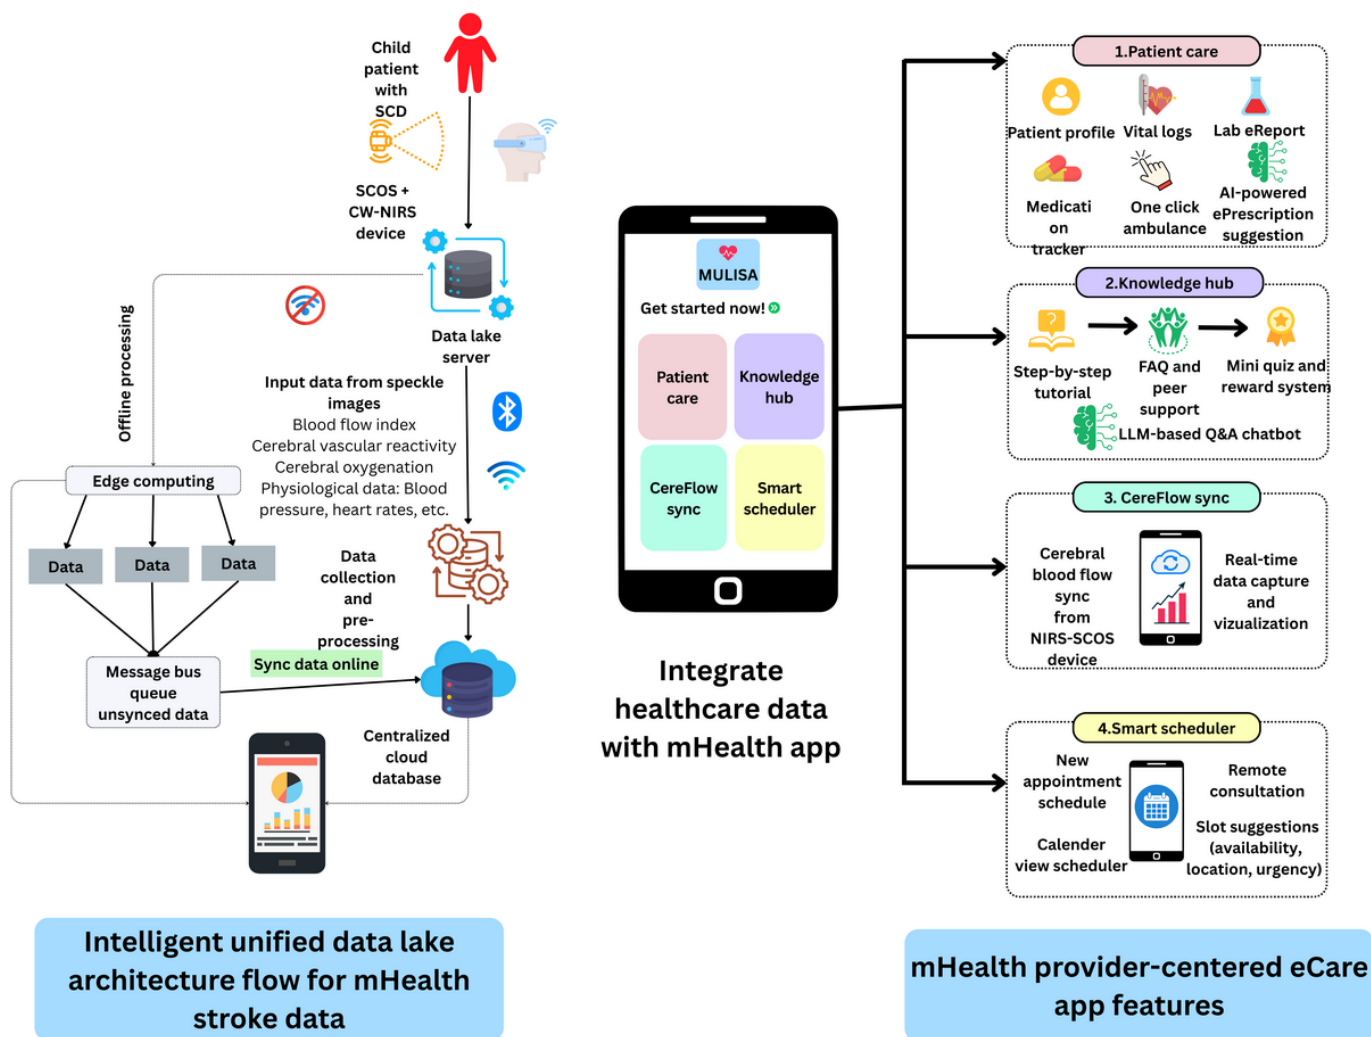 Child
patient with
SCD
SCOS +
CW-NIRS
device
Offline processing
Data lake
server
Input data from speckle
images
Blood flow index
Cerebral vascular reactivity
Cerebral oxygenation
Physiological data: Blood
pressure, heart rates, etc.
Edge computing
Data
Data
Data
Data
collection
and
pre-
processing
Message bus
queue
unsynced data
Sync data online
Centralized
cloud
database
Intelligent unified data lake
architecture flow for mHealth
stroke data
MULISA
Get started now!
Patient
care
Knowledge
hub
CereFlow
sync
Smart
scheduler
Integrate
healthcare data
with mHealth app
1.Patient care
Patient profile
Vital logs
Lab eReport
Medicati
on
tracker
One click
ambulance
AI-powered
ePrescription
suggestion
2.Knowledge hub
Step-by-step
tutorial
FAQ and
peer
support
Mini quiz and
reward system
LLM-based Q&A chatbot
3. CereFlow sync
Cerebral
blood flow
sync
from
NIRS-SCOS
device
Real-time
data capture
and
vizualization
4.Smart scheduler
New
appointment
schedule
Calender
view scheduler
Remote
consultation
Slot suggestions
(availability,
location, urgency)
mHealth provider-centered eCare
app features